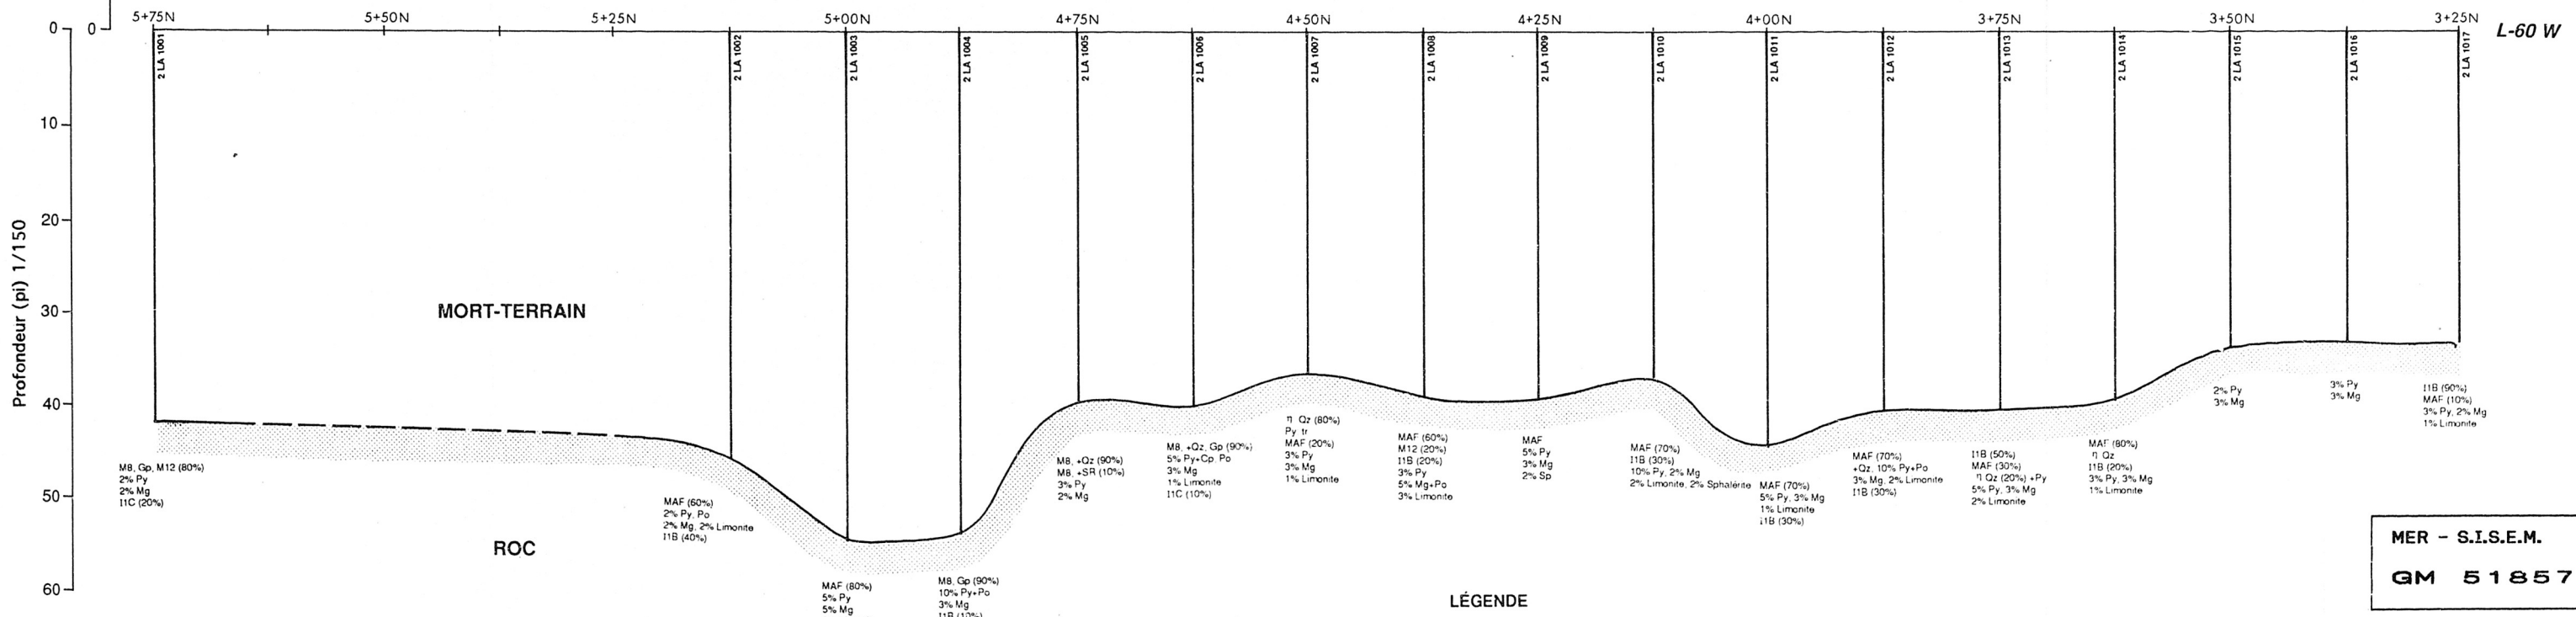 5+75N 5+50N 5+25N 5+00N 4+75N 4+50N 4+25N 4+00N 3+75N 3+50N 3+25N
L-60 W
0 0
10
20
30
40
50
60
Profondeur (pi) 1/150
2 LA 1001
2 LA 1002
2 LA 1003
2 LA 1004
2 LA 1005
2 LA 1006
2 LA 1007
2 LA 1008
2 LA 1009
2 LA 1010
2 LA 1011
2 LA 1012
2 LA 1013
2 LA 1014
2 LA 1015
2 LA 1016
2 LA 1017
MORT-TERRAIN
ROC
M8, Gp, M12 (80%)
2% Py
2% Mg
I1C (20%)
MAF (60%)
2% Py, Po
2% Mg, 2% Limonite
I1B (40%)
MAF (80%)
5% Py
5% Mg
M8, Gp (90%)
10% Py+Po
3% Mg
I1B (10%)
M8, +Qz (90%)
M8, +SR (10%)
3% Py
2% Mg
M8, +Qz, Gp (90%)
5% Py+Cp, Po
3% Mg
1% Limonite
I1C (10%)
η Qz (80%)
Py tr
MAF (20%)
3% Py
3% Mg
1% Limonite
MAF (60%)
M12 (20%)
I1B (20%)
3% Py
5% Mg+Po
3% Limonite
MAF
5% Py
3% Mg
2% Sp
MAF (70%)
I1B (30%)
10% Py, 2% Mg
2% Limonite, 2% Sphalérite
MAF (70%)
5% Py, 3% Mg
1% Limonite
I1B (30%)
MAF (70%)
+Qz, 10% Py+Po
3% Mg, 2% Limonite
I1B (30%)
I1B (50%)
MAF (30%)
η Qz (20%) +Py
5% Py, 3% Mg
2% Limonite
MAF (80%)
η Qz
I1B (20%)
3% Py, 3% Mg
1% Limonite
2% Py
3% Mg
3% Py
3% Mg
I1B (90%)
MAF (10%)
3% Py, 2% Mg
1% Limonite
LÉGENDE
MER - S.I.S.E.M.
GM 51857